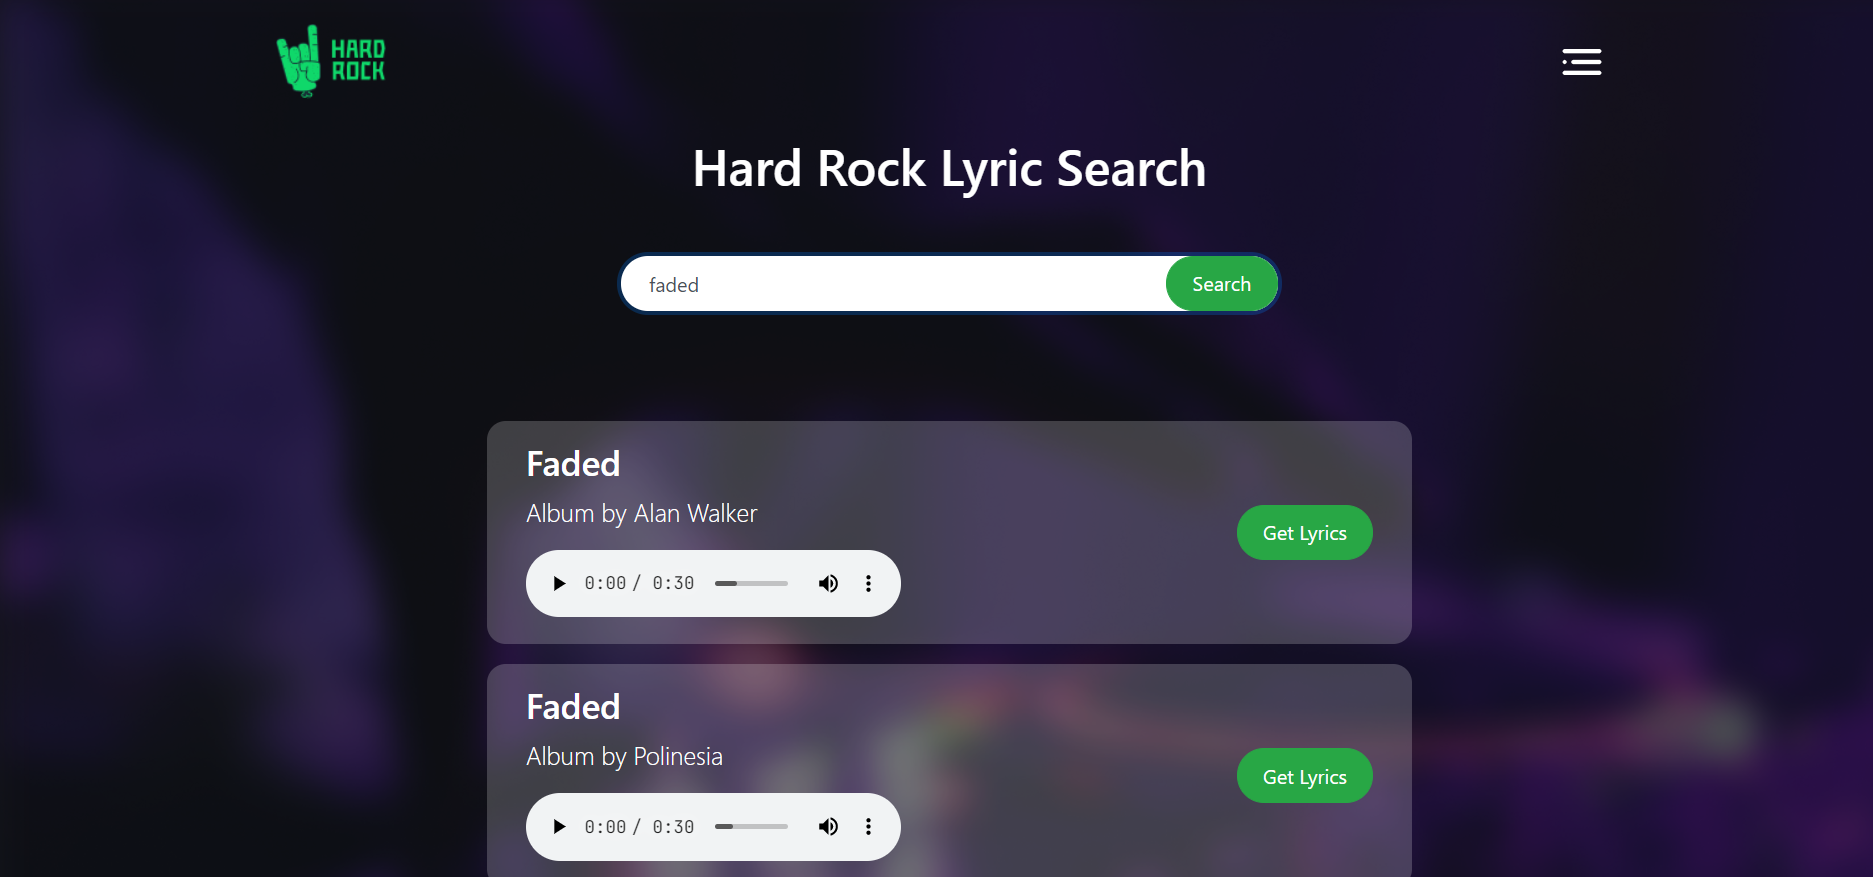 HARD
ROCK
Hard Rock Lyric Search
faded
Search
Faded
Album by Alan Walker
Get Lyrics
0:00 / 0:30
Faded
Album by Polinesia
Get Lyrics
0:00 / 0:30